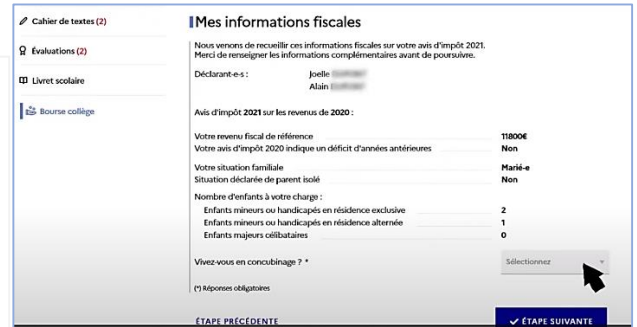 Cahier de textes (2)
Évaluations (2)
Livret scolaire
Bourse collège
Mes informations fiscales
Nous venons de recueillir ces informations fiscales sur votre avis d'impôt 2021.
Merci de renseigner les informations complémentaires avant de poursuivre.
Déclarant-e-s : Joelle
Alain
Avis d'impôt 2021 sur les revenus de 2020 :
Votre revenu fiscal de référence 11800€
Votre avis d'impôt 2020 indique un déficit d'années antérieures Non
Votre situation familiale Marié-e
Situation déclarée de parent isolé Non
Nombre d'enfants à votre charge :
Enfants mineurs ou handicapés en résidence exclusive 2
Enfants mineurs ou handicapés en résidence alternée 1
Enfants majeurs célibataires 0
Vivez-vous en concubinage ? * Sélectionnez
(*) Réponses obligatoires
ÉTAPE PRÉCÉDENTE ✓ ÉTAPE SUIVANTE